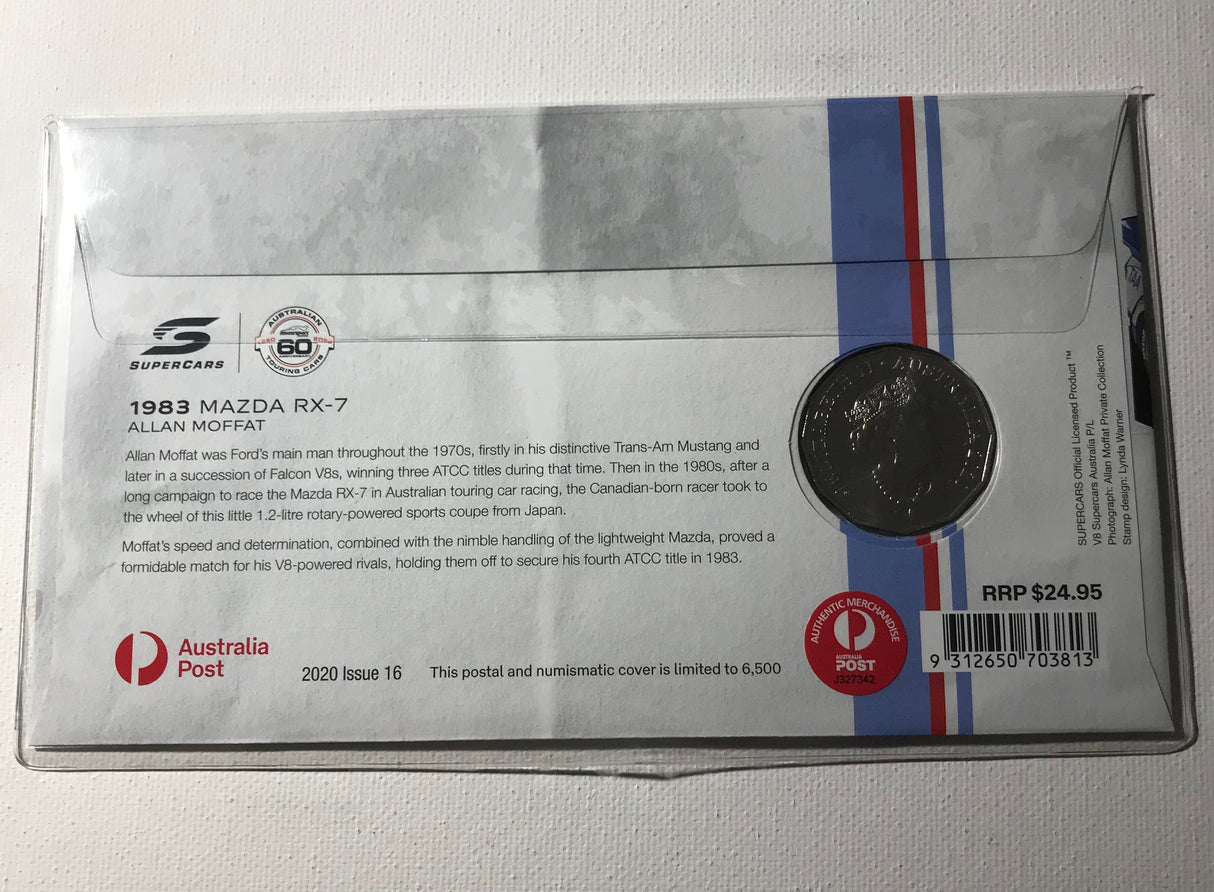 SUPERCARS
AUSTRALIAN
60
ANNIVERSARY
TOURING CARS
1983 MAZDA RX-7
ALLAN MOFFAT
Allan Moffat was Ford's main man throughout the 1970s, firstly in his distinctive Trans-Am Mustang and
later in a succession of Falcon V8s, winning three ATCC titles during that time. Then in the 1980s, after a
long campaign to race the Mazda RX-7 in Australian touring car racing, the Canadian-born racer took to
the wheel of this little 1.2-litre rotary-powered sports coupe from Japan.
Moffat's speed and determination, combined with the nimble handling of the lightweight Mazda, proved a
formidable match for his V8-powered rivals, holding them off to secure his fourth ATCC title in 1983.
ELIZABETH II • AUSTRALIA
SUPERCARS Official Licensed Product ™
V8 Supercars Australia P/L
Photograph: Allan Moffat Private Collection
Stamp design: Lynda Warner
RRP $24.95
9 312650 703813
AUTHENTIC MERCHANDISE
AUSTRALIA
POST
J327342
Australia
Post
2020 Issue 16
This postal and numismatic cover is limited to 6,500